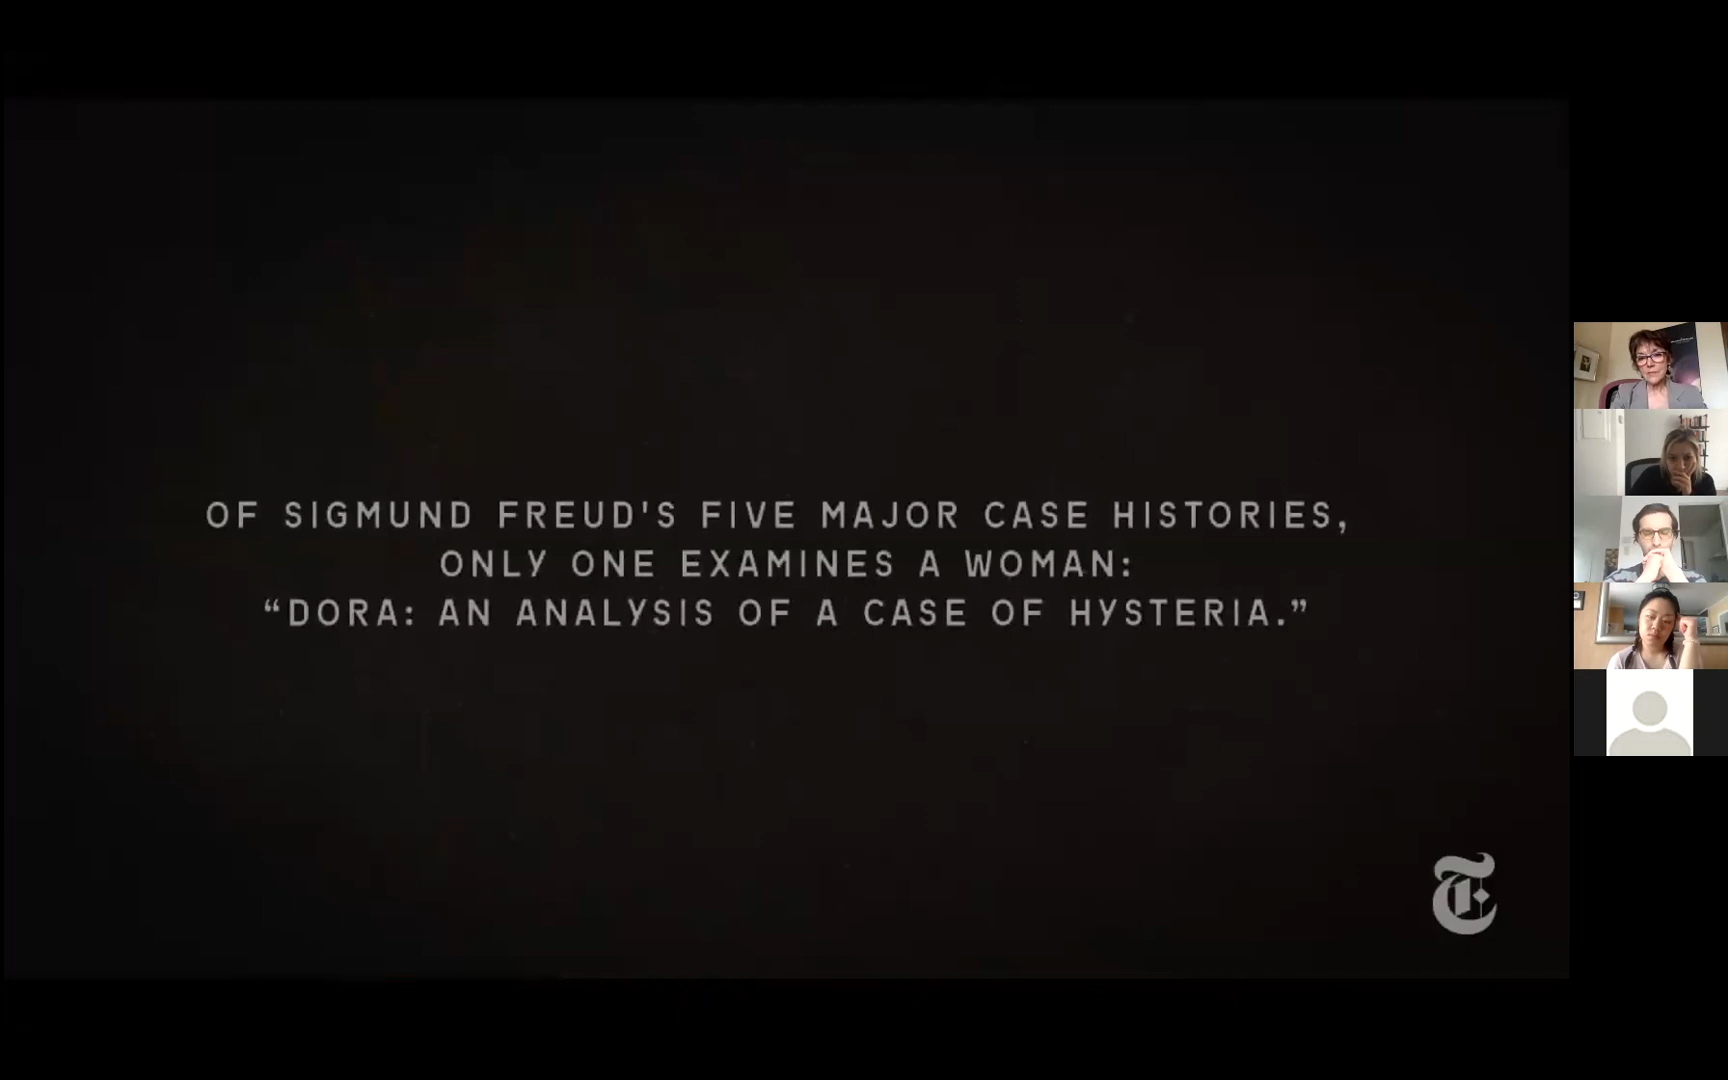 OF SIGMUND FREUD'S FIVE MAJOR CASE HISTORIES,
ONLY ONE EXAMINES A WOMAN:
“DORA: AN ANALYSIS OF A CASE OF HYSTERIA.”
T